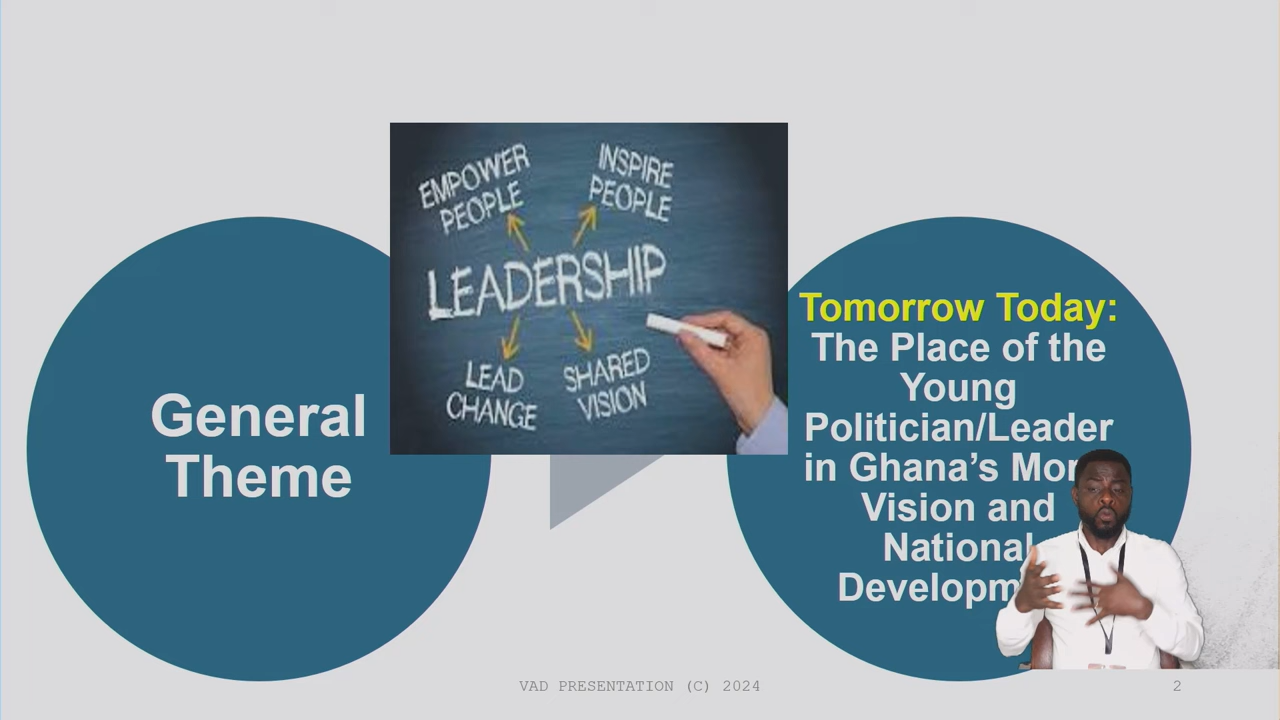 General
Theme
EMPOWER
PEOPLE
INSPIRE
PEOPLE
LEADERSHIP
LEAD
CHANGE
SHARED
VISION
Tomorrow Today:
The Place of the
Young
Politician/Leader
in Ghana’s
Vision and
National
VAD PRESENTATION (C) 2024
2